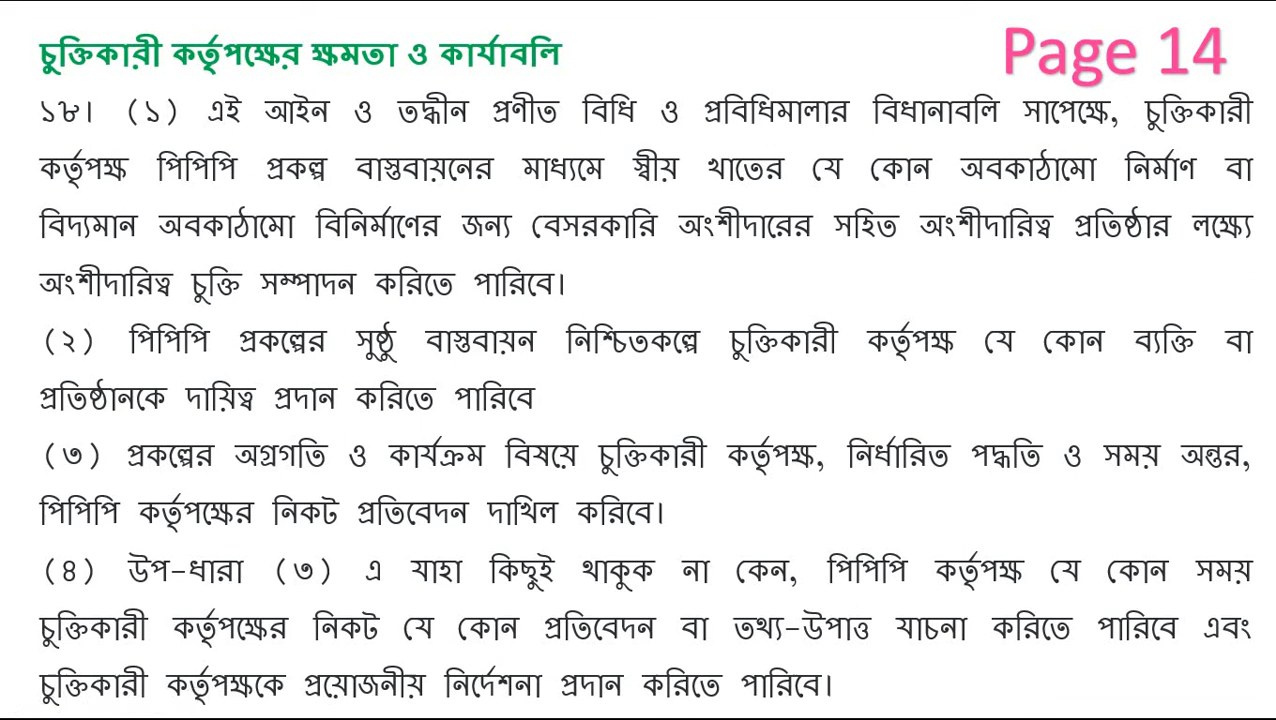 চুক্তিকারী কর্তৃপক্ষের ক্ষমতা ও কার্যাবলি
Page 14
১৮। (১) এই আইন ও তদ্ধীন প্রণীত বিধি ও প্রবিধিমালার বিধানাবলি সাপেক্ষে, চুক্তিকারী
কর্তৃপক্ষ পিপিপি প্রকল্প বাস্তবায়নের মাধ্যমে স্বীয় খাতের যে কোন অবকাঠামো নির্মাণ বা
বিদ্যমান অবকাঠামো বিনির্মাণের জন্য বেসরকারি অংশীদারের সহিত অংশীদারিত্ব প্রতিষ্ঠার লক্ষ্যে
অংশীদারিত্ব চুক্তি সম্পাদন করিতে পারিবে।
(২) পিপিপি প্রকল্পের সুষ্ঠু বাস্তবায়ন নিশ্চিতকল্পে চুক্তিকারী কর্তৃপক্ষ যে কোন ব্যক্তি বা
প্রতিষ্ঠানকে দায়িত্ব প্রদান করিতে পারিবে
(৩) প্রকল্পের অগ্রগতি ও কার্যক্রম বিষয়ে চুক্তিকারী কর্তৃপক্ষ, নির্ধারিত পদ্ধতি ও সময় অন্তর,
পিপিপি কর্তৃপক্ষের নিকট প্রতিবেদন দাখিল করিবে।
(৪) উপ-ধারা (৩) এ যাহা কিছুই থাকুক না কেন, পিপিপি কর্তৃপক্ষ যে কোন সময়
চুক্তিকারী কর্তৃপক্ষের নিকট যে কোন প্রতিবেদন বা তথ্য-উপাত্ত যাচনা করিতে পারিবে এবং
চুক্তিকারী কর্তৃপক্ষকে প্রয়োজনীয় নির্দেশনা প্রদান করিতে পারিবে।